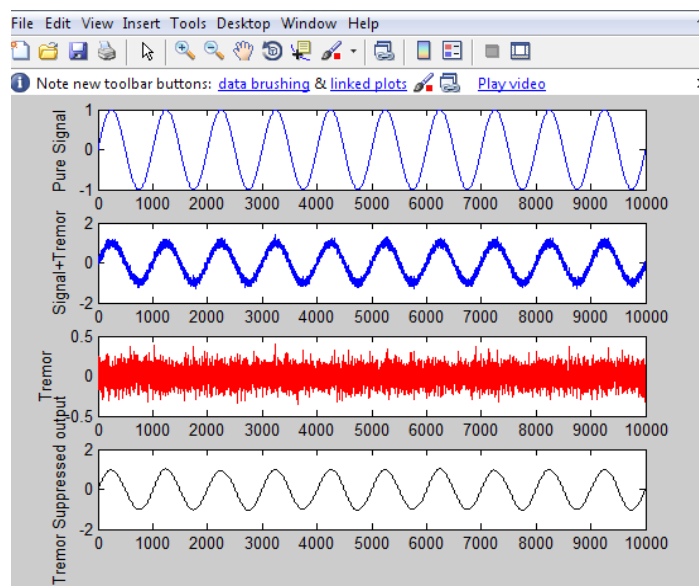 File Edit View Insert Tools Desktop Window Help
Note new toolbar buttons: data brushing & linked plots Play video
Pure Signal
1
0
-1
0 1000 2000 3000 4000 5000 6000 7000 8000 9000 10000
Signal+Tremor
2
0
-2
0 1000 2000 3000 4000 5000 6000 7000 8000 9000 10000
Tremor
0.5
0
-0.5
0 1000 2000 3000 4000 5000 6000 7000 8000 9000 10000
Tremor Suppressed output
2
0
-2
0 1000 2000 3000 4000 5000 6000 7000 8000 9000 10000